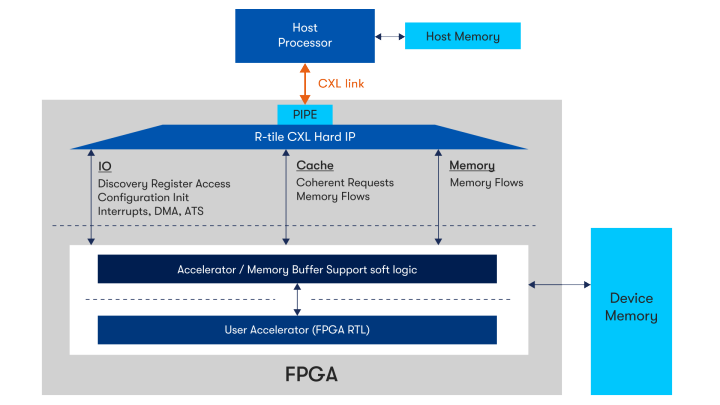 Host
Processor
Host Memory
CXL link
PIPE
R-tile CXL Hard IP
IO
Discovery Register Access
Configuration Init
Interrupts, DMA, ATS
Cache
Coherent Requests
Memory Flows
Memory
Memory Flows
Accelerator / Memory Buffer Support soft logic
User Accelerator (FPGA RTL)
Device
Memory
FPGA